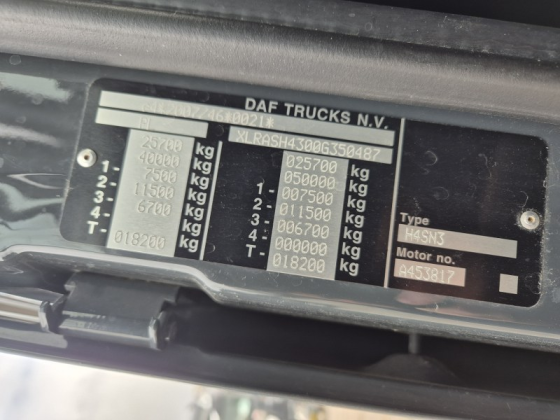 DAF TRUCKS N.V.
XLRASH4300G350487
25700 kg
40000 kg
1- 7500 kg
2- 11500 kg
3- 6700 kg
4- kg
T- 018200 kg
025700 kg
050000 kg
1- 007500 kg
2- 011500 kg
3- 006700 kg
4- 000000 kg
T- 018200 kg
Type
H4SN3
Motor no.
A453817